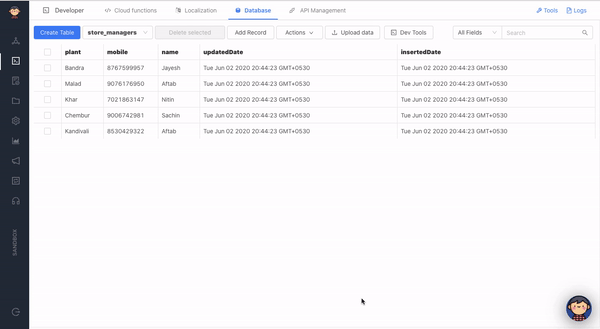 Developer Cloud functions Localization Database API Management Tools Logs
Create Table store_managers Delete selected Add Record Actions Upload data Dev Tools All Fields Search
plant mobile name updatedDate insertedDate
Bandra 8767599957 Jayesh Tue Jun 02 2020 20:44:23 GMT+0530 Tue Jun 02 2020 20:44:23 GMT+0530
Malad 9076176950 Aftab Tue Jun 02 2020 20:44:23 GMT+0530 Tue Jun 02 2020 20:44:23 GMT+0530
Khar 7021863147 Nitin Tue Jun 02 2020 20:44:23 GMT+0530 Tue Jun 02 2020 20:44:23 GMT+0530
Chembur 9006742981 Sachin Tue Jun 02 2020 20:44:23 GMT+0530 Tue Jun 02 2020 20:44:23 GMT+0530
Kandivali 8530429322 Aftab Tue Jun 02 2020 20:44:23 GMT+0530 Tue Jun 02 2020 20:44:23 GMT+0530
SANDBOX